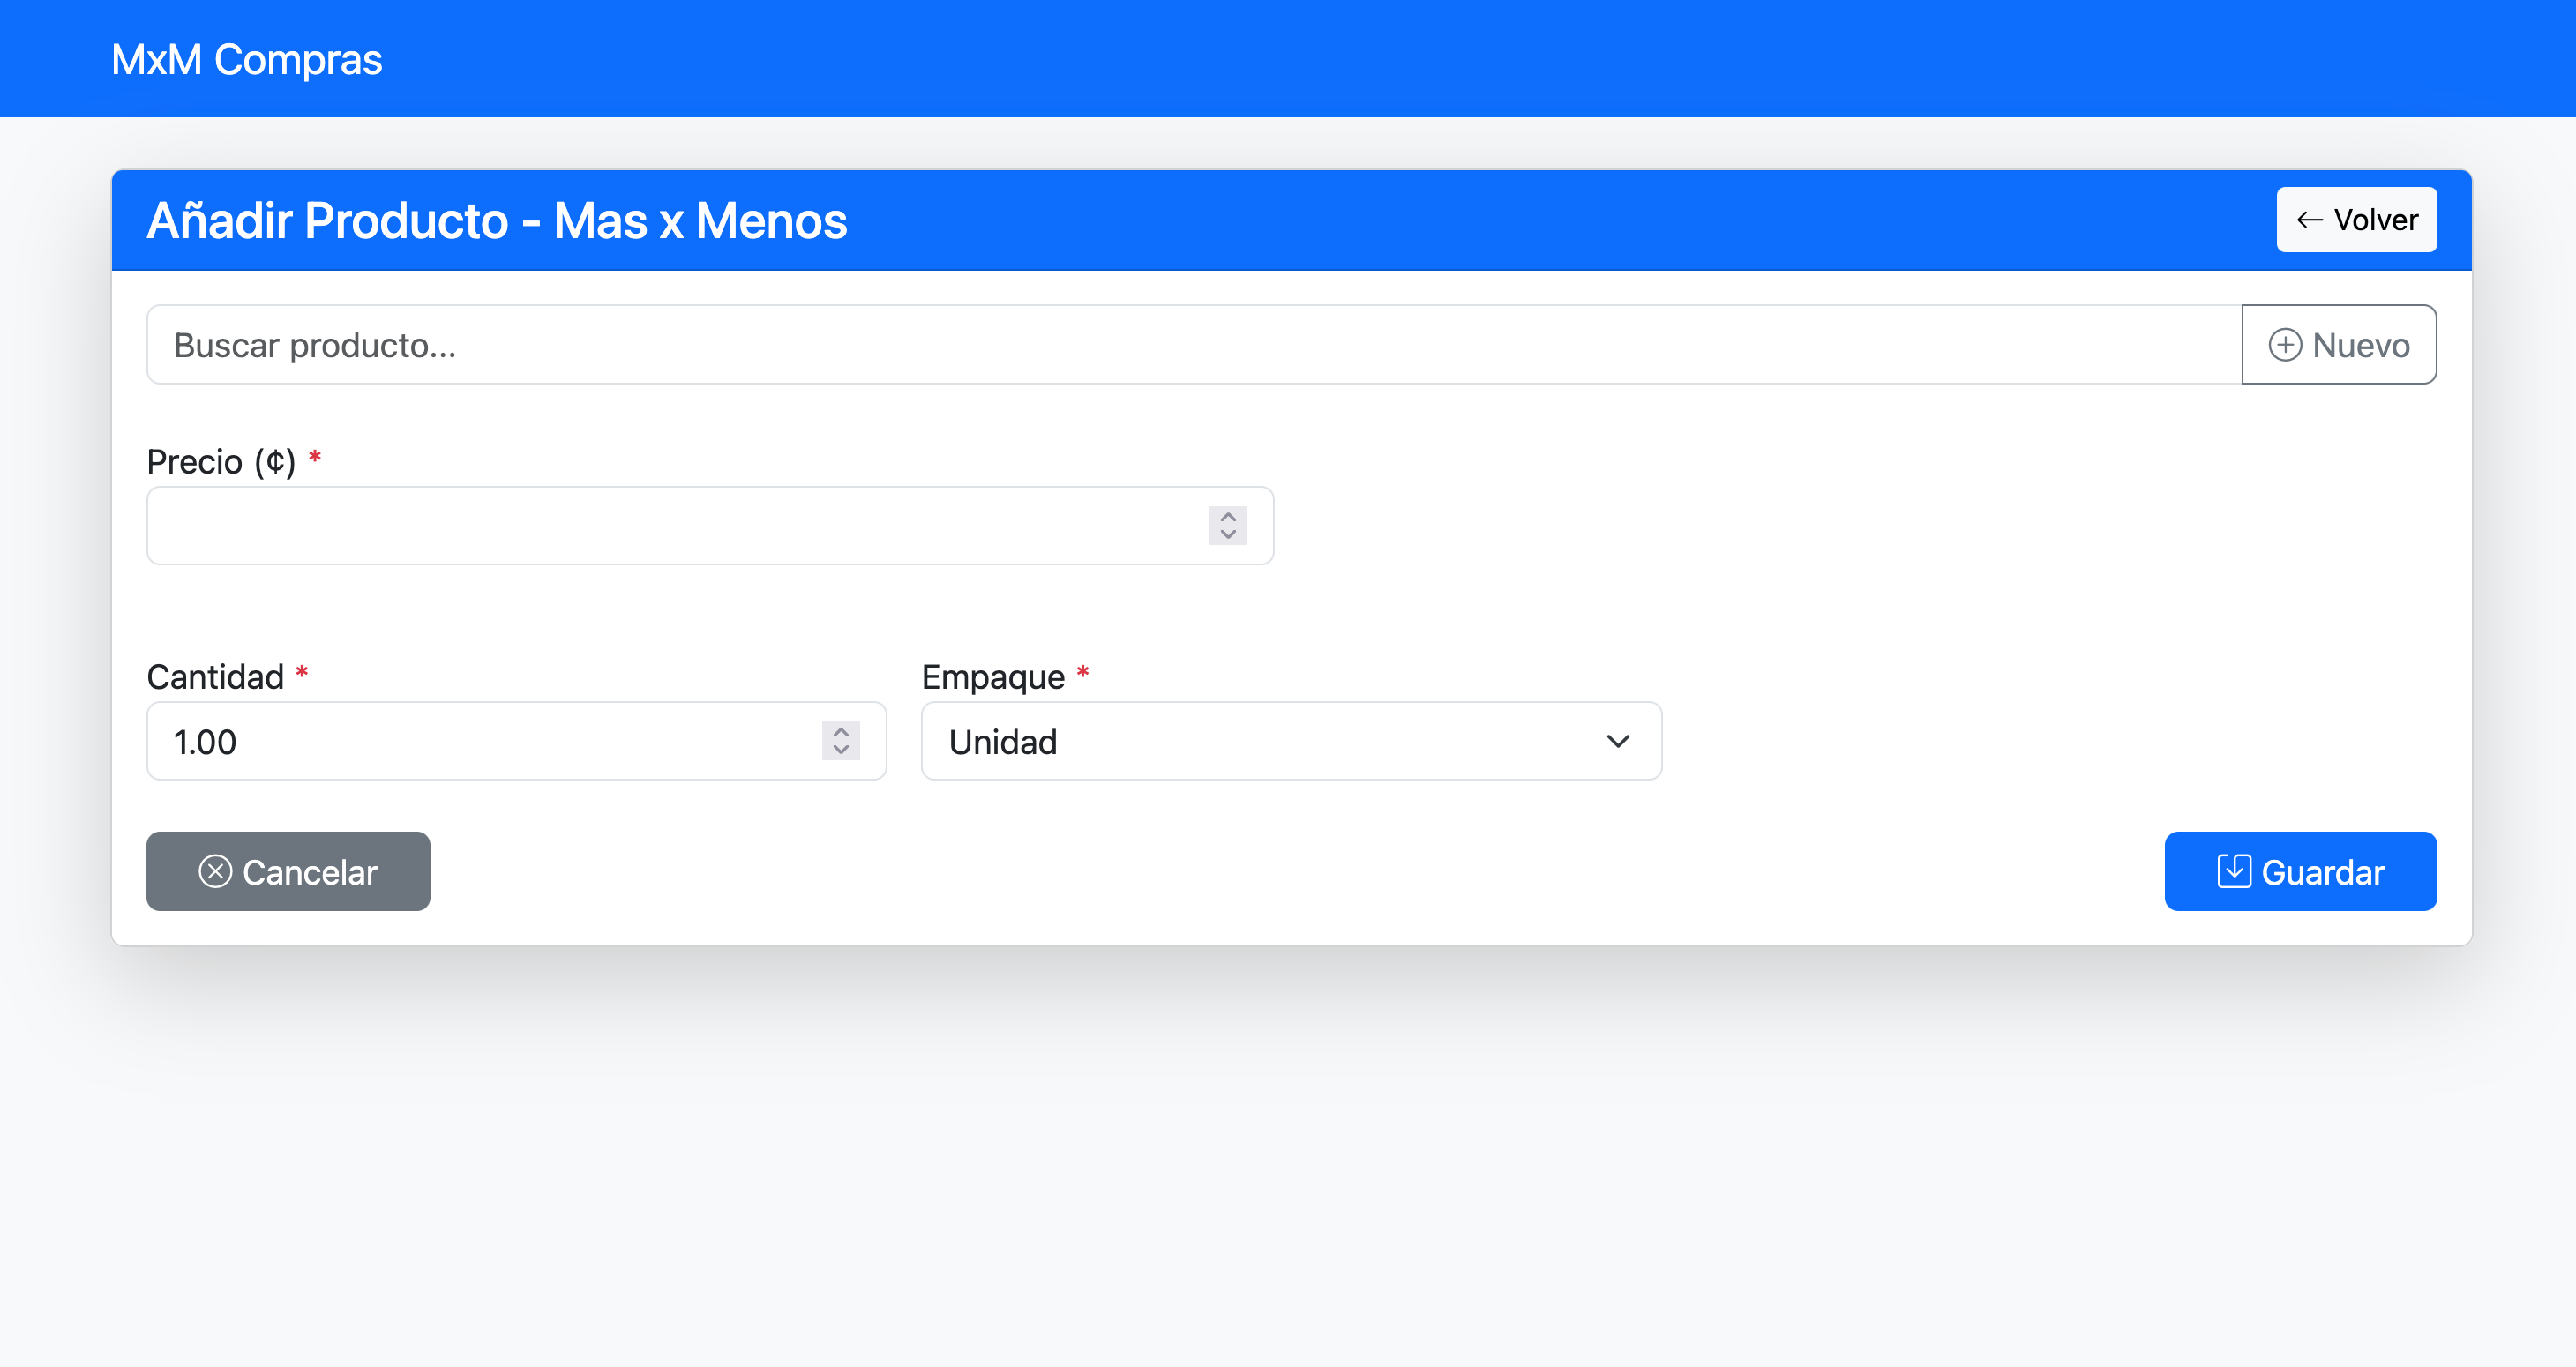 MxM Compras
Añadir Producto - Mas x Menos
← Volver
Buscar producto...
Nuevo
Precio (₡) *
Cantidad *
Empaque *
1.00
Unidad
Cancelar
Guardar